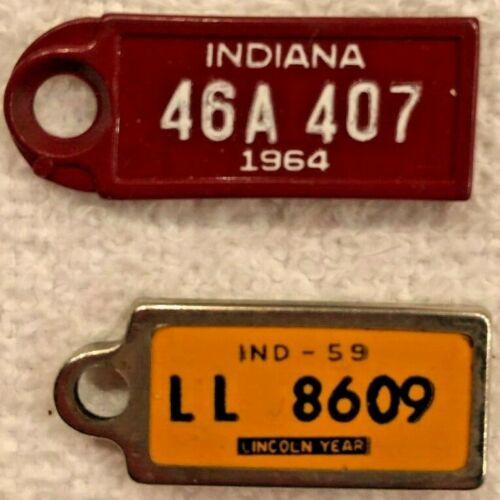 INDIANA
46A 407
1964
IND - 59
LL 8609
LINCOLN YEAR